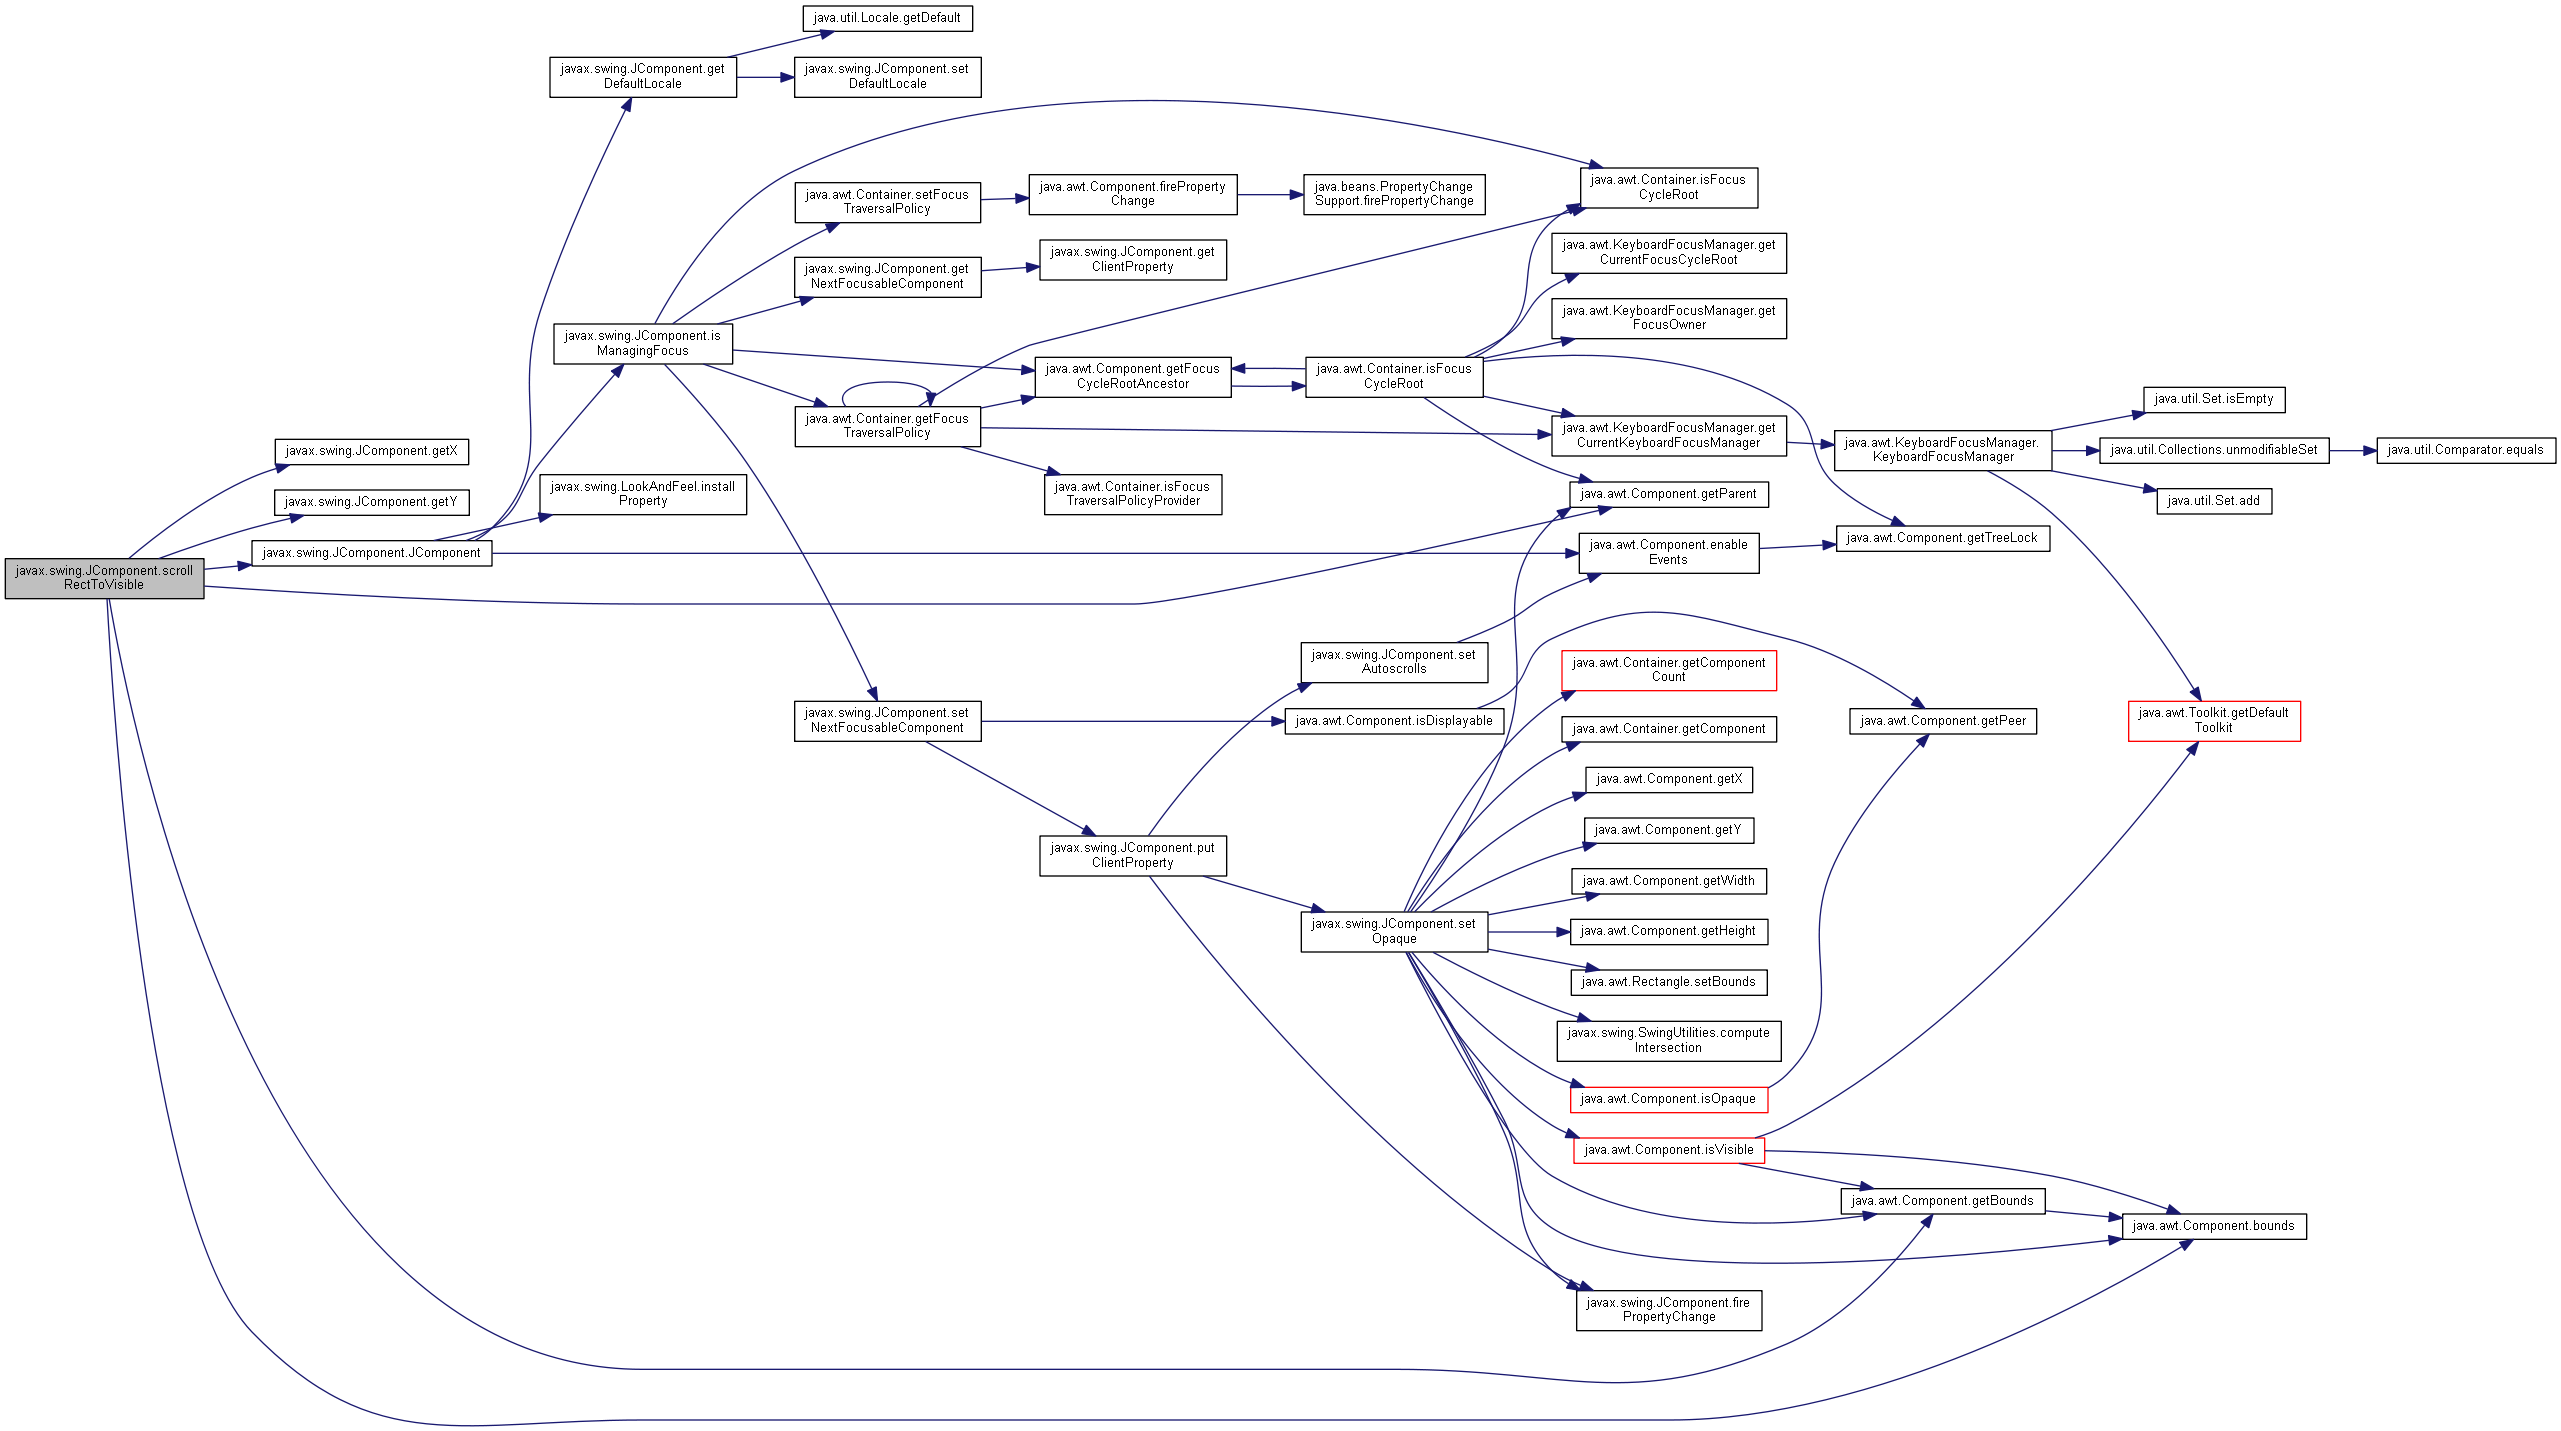 java.util.Locale.getDefault
javax.swing.JComponent.get
DefaultLocale
javax.swing.JComponent.set
DefaultLocale
java.awt.Container.isFocus
CycleRoot
java.awt.Container.setFocus
TraversalPolicy
java.awt.Component.fireProperty
Change
java.beans.PropertyChange
Support.firePropertyChange
java.awt.KeyboardFocusManager.get
CurrentFocusCycleRoot
javax.swing.JComponent.get
NextFocusableComponent
javax.swing.JComponent.get
ClientProperty
java.awt.KeyboardFocusManager.get
FocusOwner
javax.swing.JComponent.is
ManagingFocus
java.awt.Component.getFocus
CycleRootAncestor
java.awt.Container.isFocus
CycleRoot
java.util.Set.isEmpty
java.awt.Container.getFocus
TraversalPolicy
java.awt.KeyboardFocusManager.get
CurrentKeyboardFocusManager
java.awt.KeyboardFocusManager.
KeyboardFocusManager
java.util.Collections.unmodifiableSet
java.util.Comparator.equals
javax.swing.JComponent.getX
javax.swing.LookAndFeel.install
Property
java.awt.Container.isFocus
TraversalPolicyProvider
java.awt.Component.getParent
java.util.Set.add
javax.swing.JComponent.getY
javax.swing.JComponent.JComponent
java.awt.Component.enable
Events
java.awt.Component.getTreeLock
javax.swing.JComponent.scroll
RectToVisible
javax.swing.JComponent.set
Autoscrolls
java.awt.Container.getComponent
Count
javax.swing.JComponent.set
NextFocusableComponent
java.awt.Component.isDisplayable
java.awt.Container.getComponent
java.awt.Component.getPeer
java.awt.Toolkit.getDefault
Toolkit
java.awt.Component.getX
java.awt.Component.getY
javax.swing.JComponent.put
ClientProperty
java.awt.Component.getWidth
javax.swing.JComponent.set
Opaque
java.awt.Component.getHeight
java.awt.Rectangle.setBounds
javax.swing.SwingUtilities.compute
Intersection
java.awt.Component.isOpaque
java.awt.Component.isVisible
java.awt.Component.getBounds
java.awt.Component.bounds
javax.swing.JComponent.fire
PropertyChange